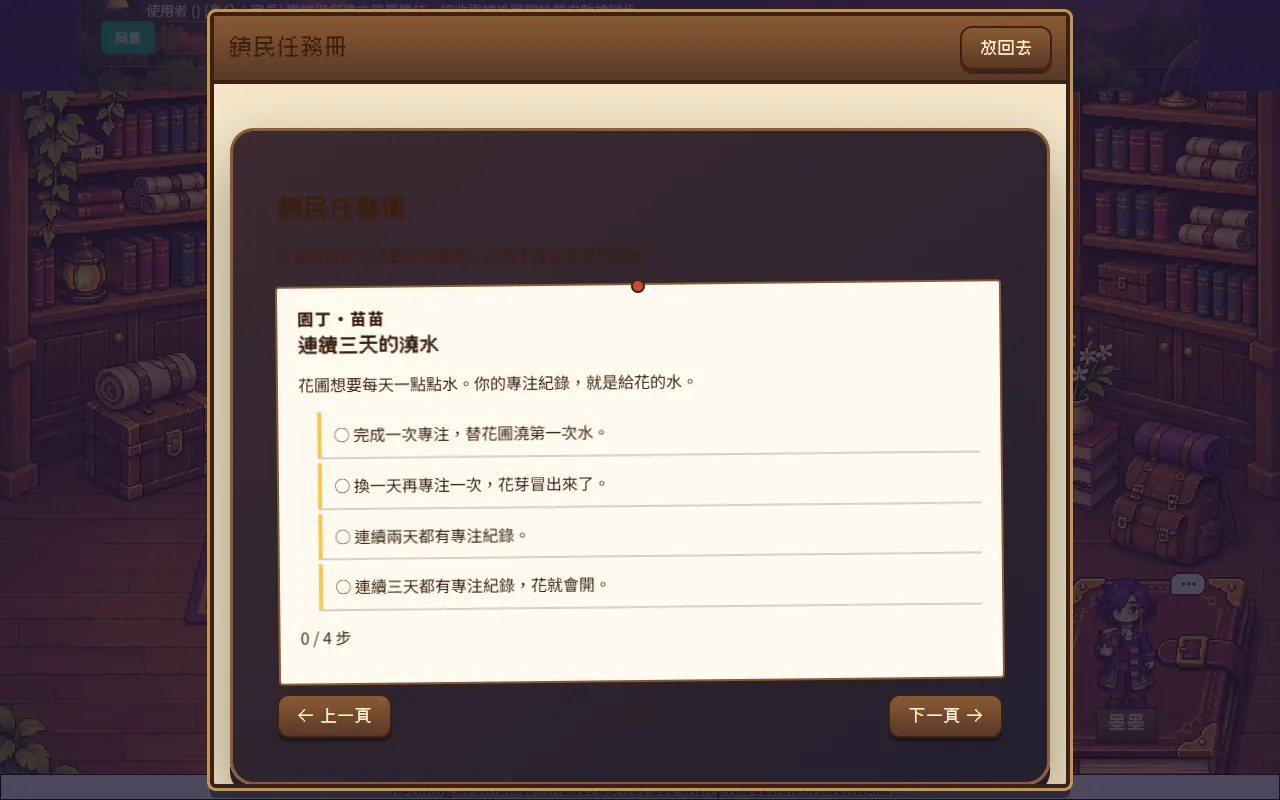 同意
鎮民任務冊
放回去
鎮民任務冊
園丁・苗苗
連續三天的澆水
花圃想要每天一點點水。你的專注紀錄，就是給花的水。
○ 完成一次專注，替花圃澆第一次水。
○ 換一天再專注一次，花芽冒出來了。
○ 連續兩天都有專注紀錄。
○ 連續三天都有專注紀錄，花就會開。
0 / 4 步
← 上一頁
下一頁 →
墨墨